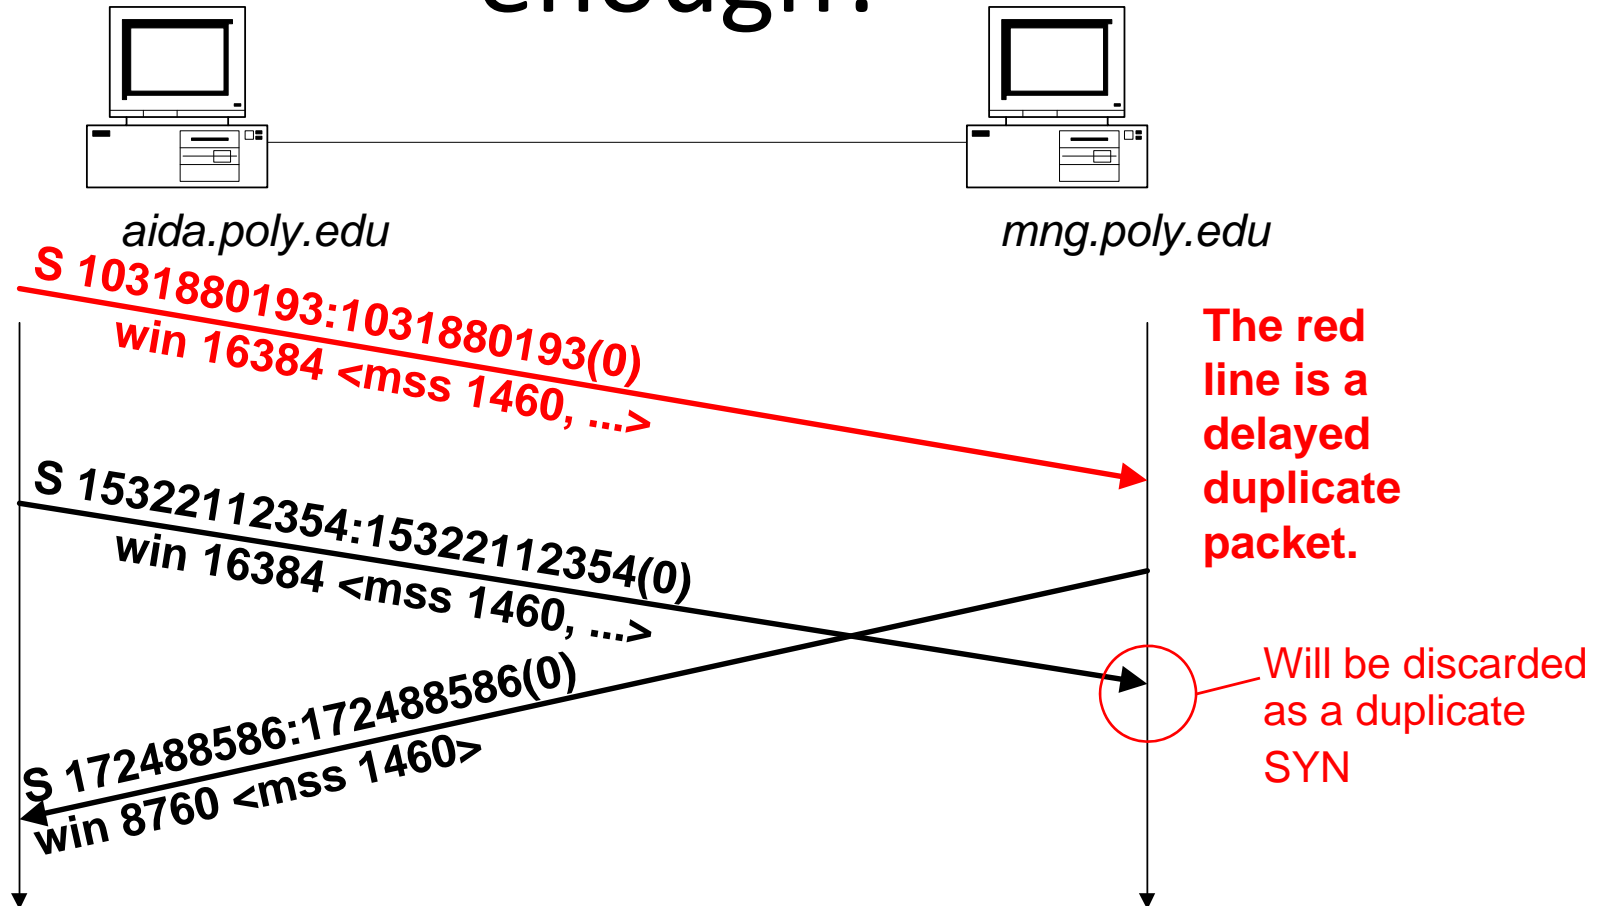 enough?
aida.poly.edu
mng.poly.edu
S 1031880193:1031880193(0)
win 16384 <mss 1460, ...>
The red
line is a
delayed
duplicate
packet.
S 15322112354:15322112354(0)
win 16384 <mss 1460, ...>
S 172488586:172488586(0)
win 8760 <mss 1460>
Will be discarded
as a duplicate
SYN